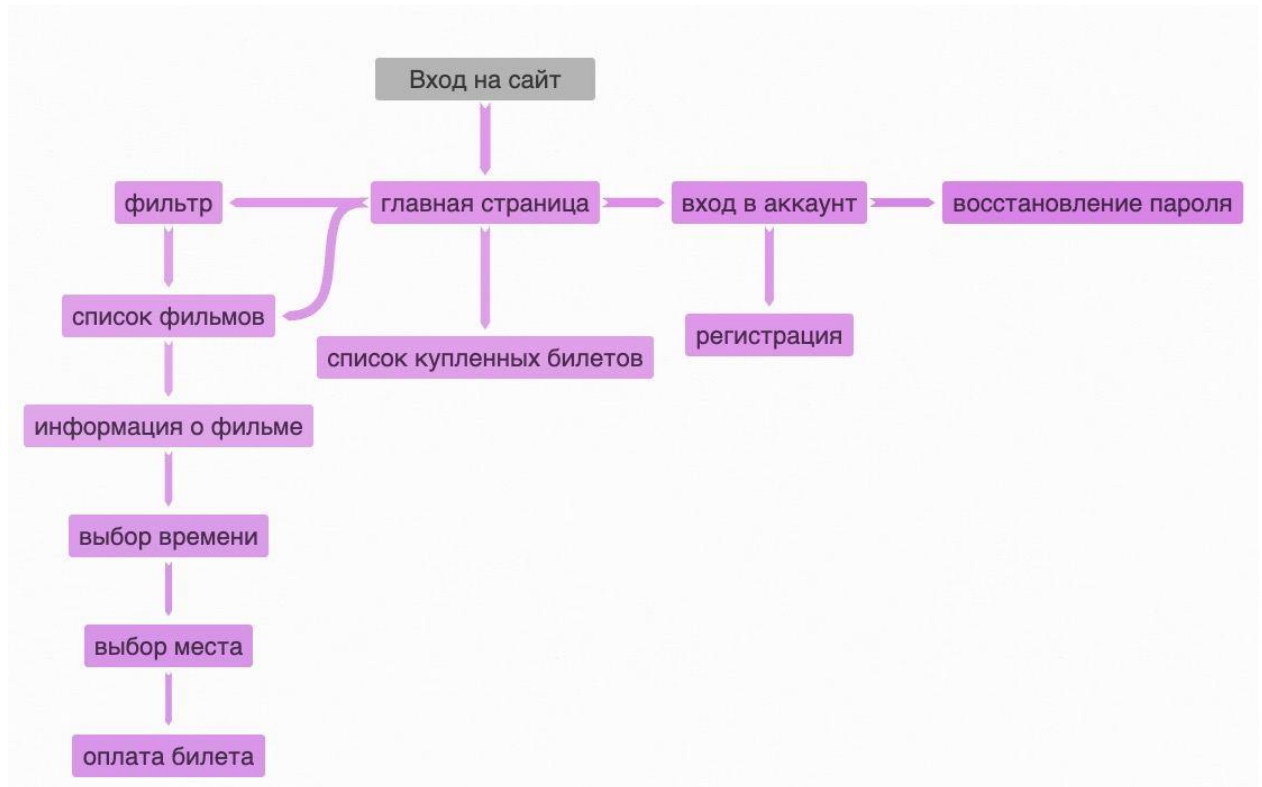 Вход на сайт
фильтр
главная страница
вход в аккаунт
восстановление пароля
список фильмов
регистрация
список купленных билетов
информация о фильме
выбор времени
выбор места
оплата билета